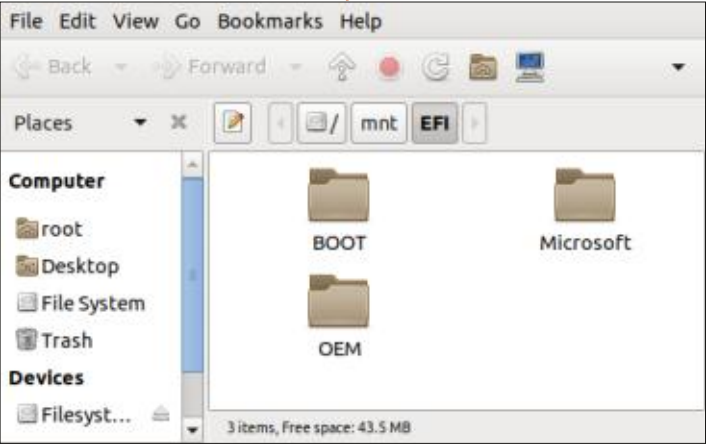 File Edit View Go Bookmarks Help
Back Forward
Places / mnt EFI
Computer
root
Desktop
File System
Trash
Devices
Filesyst...
BOOT Microsoft
OEM
3 items, Free space: 43.5 MB